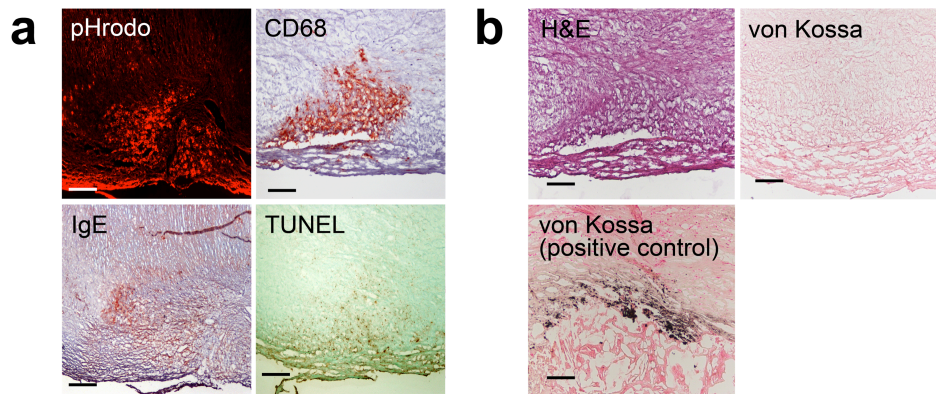 a
pHrodo
CD68
IgE
TUNEL
b
H&E
von Kossa
von Kossa
(positive control)